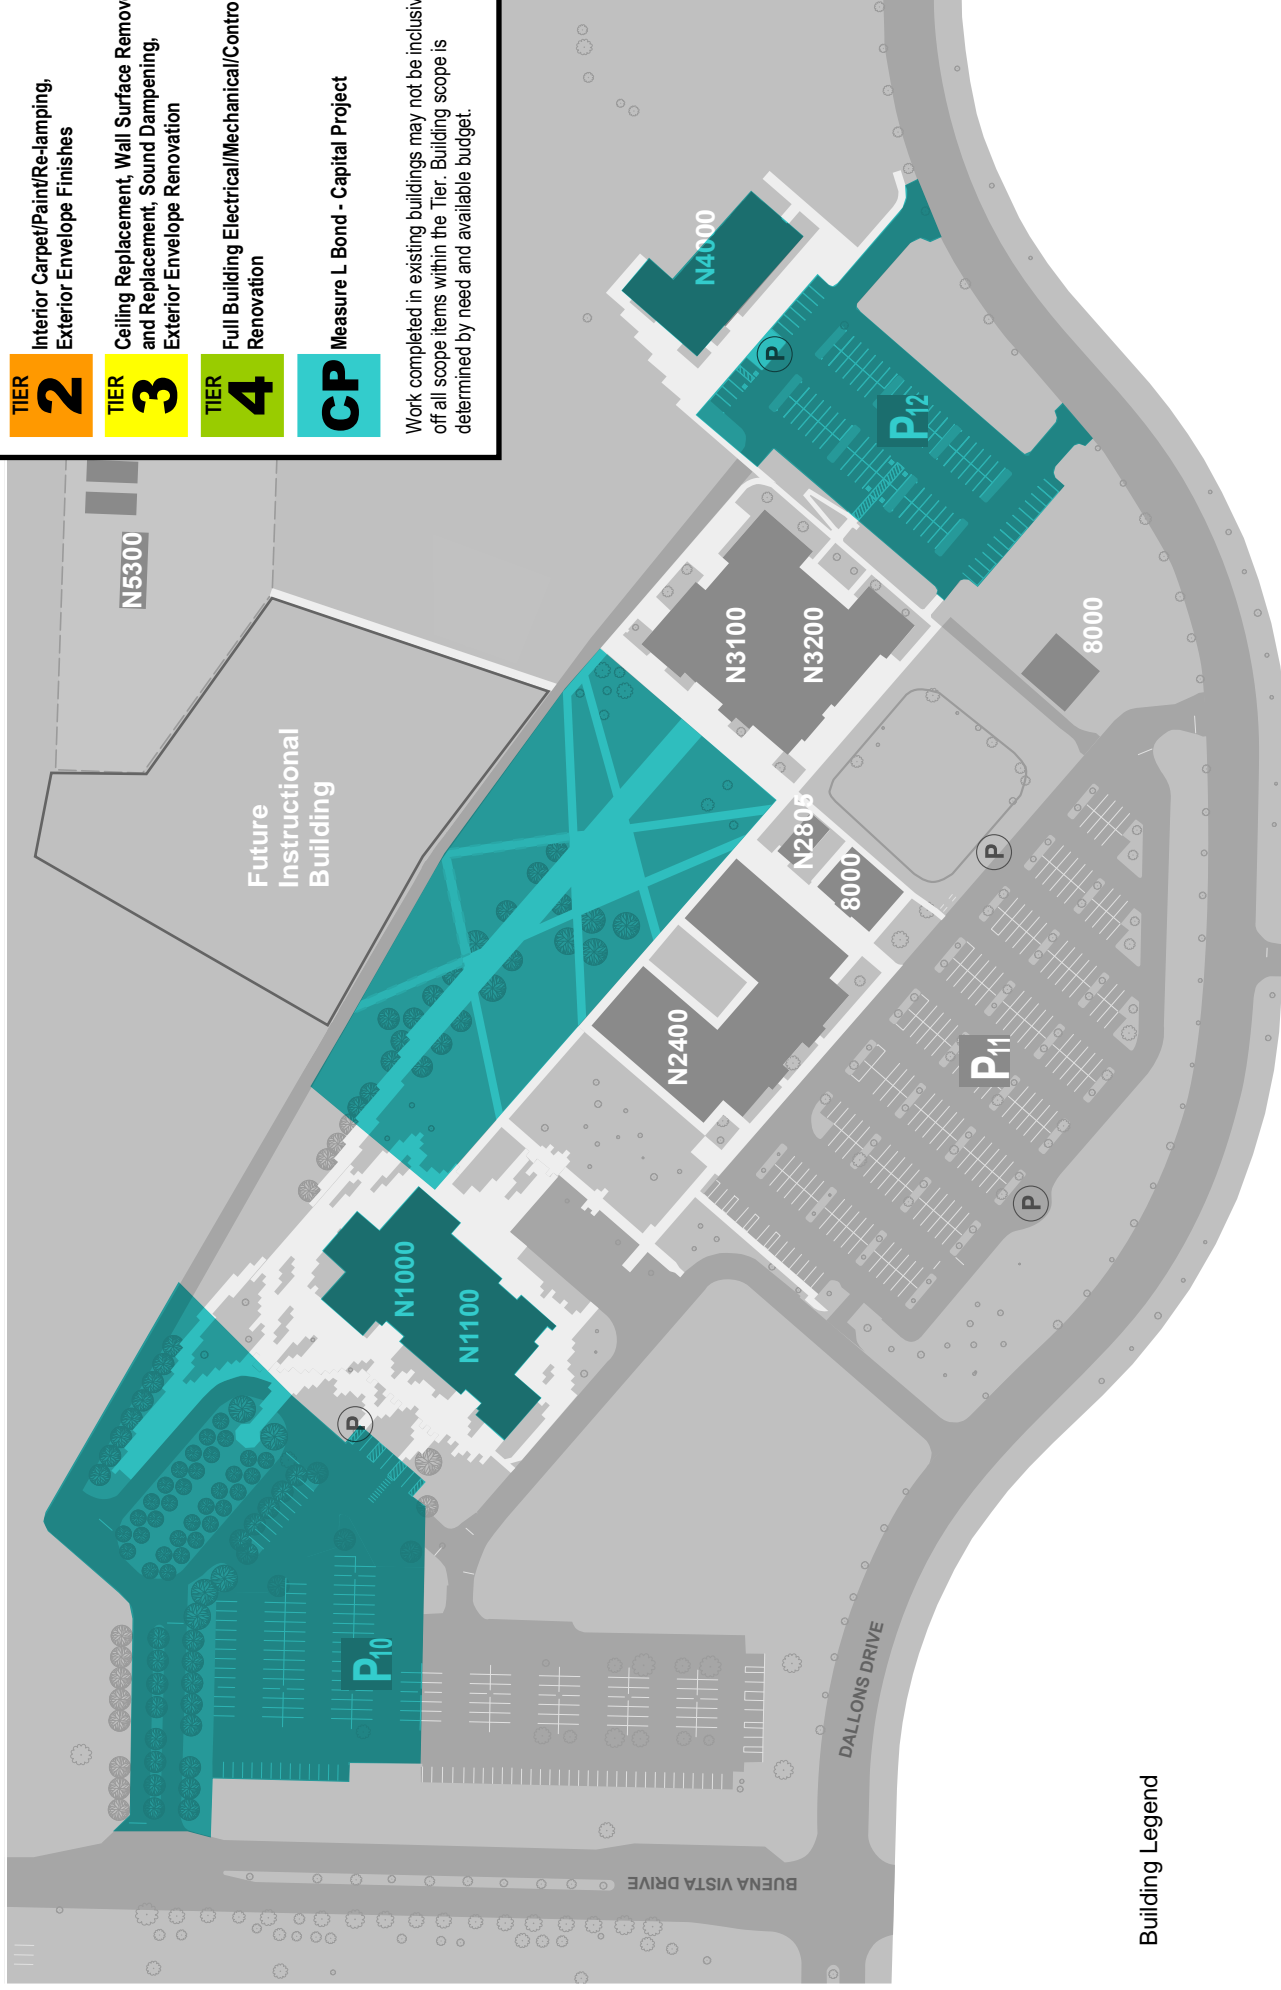 TIER
2
Interior Carpet/Paint/Re-lamping,
Exterior Envelope Finishes
TIER
3
Ceiling Replacement, Wall Surface Remov
and Replacement, Sound Dampening,
Exterior Envelope Renovation
TIER
4
Full Building Electrical/Mechanical/Contro
Renovation
CP
Measure L Bond - Capital Project
Work completed in existing buildings may not be inclusiv
off all scope items within the Tier. Building scope is
determined by need and available budget.
N5300
Future
Instructional
Building
N4000
P
P12
N3100
N3200
8000
N2805
8000
P
N2400
P11
P
N1000
N1100
P
P10
DALLONS DRIVE
BUENA VISTA DRIVE
Building Legend